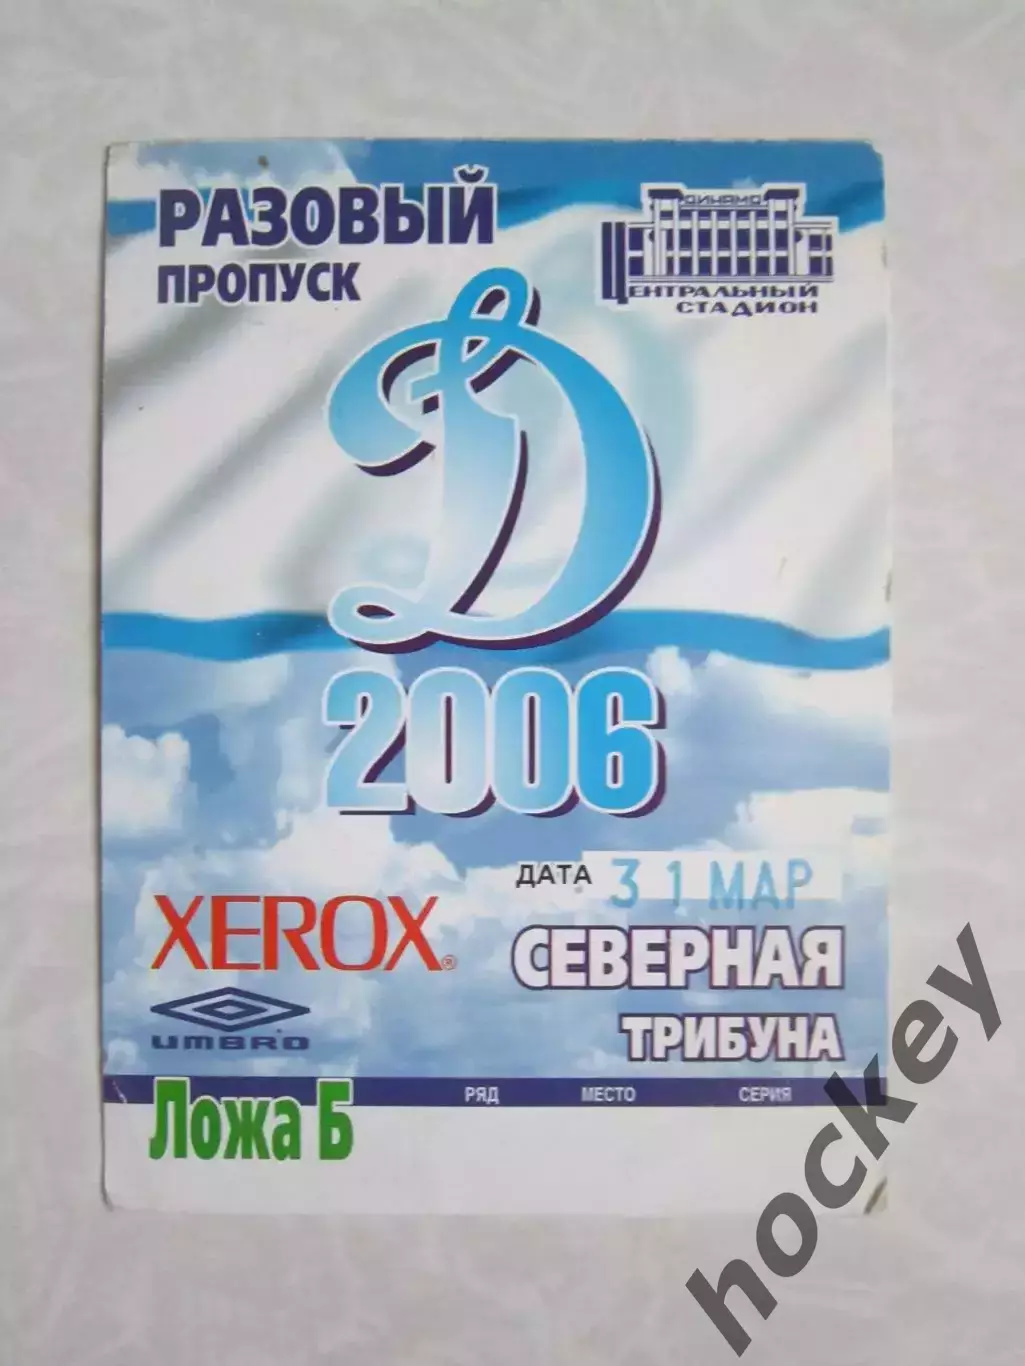 РАЗОВЫЙ
ПРОПУСК
ДИНАМО
ЦЕНТРАЛЬНЫЙ
СТАДИОН
Д
2006
ДАТА 31 МАР
XEROX®
СЕВЕРНАЯ
ТРИБУНА
UMBRO
РЯД МЕСТО СЕРИЯ
Ложа Б
hockey